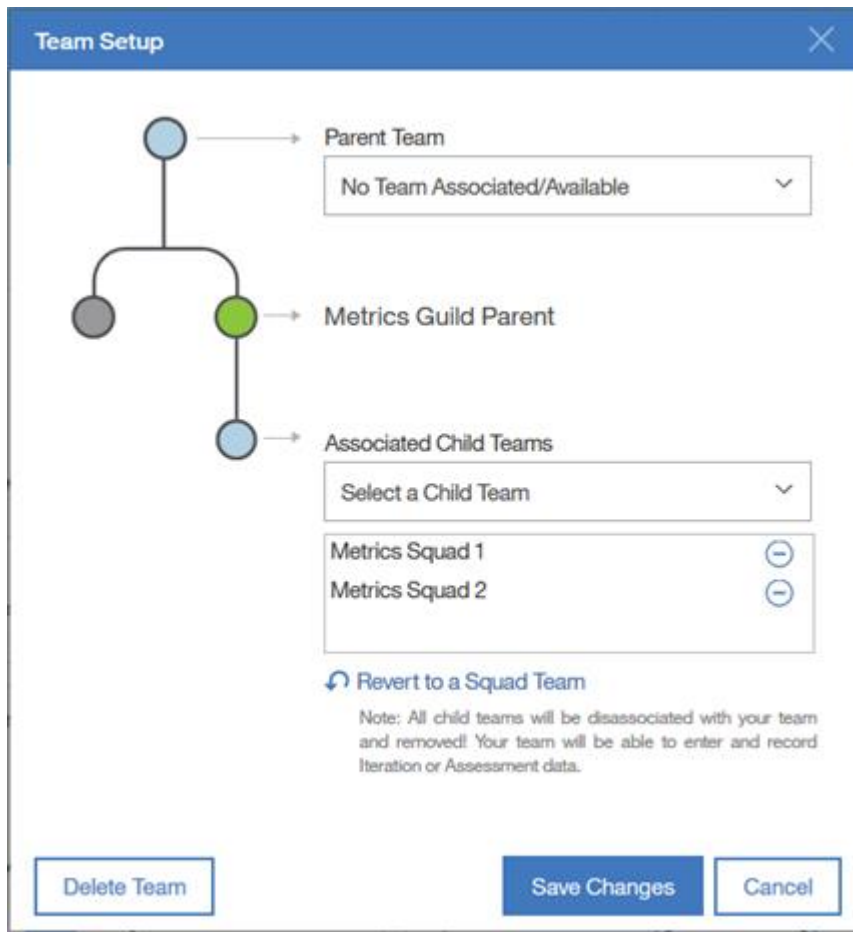 Team Setup
Parent Team
No Team Associated/Available
Metrics Guild Parent
Associated Child Teams
Select a Child Team
Metrics Squad 1
Metrics Squad 2
Revert to a Squad Team
Note: All child teams will be disassociated with your team
and removed! Your team will be able to enter and record
Iteration or Assessment data.
Delete Team
Save Changes
Cancel